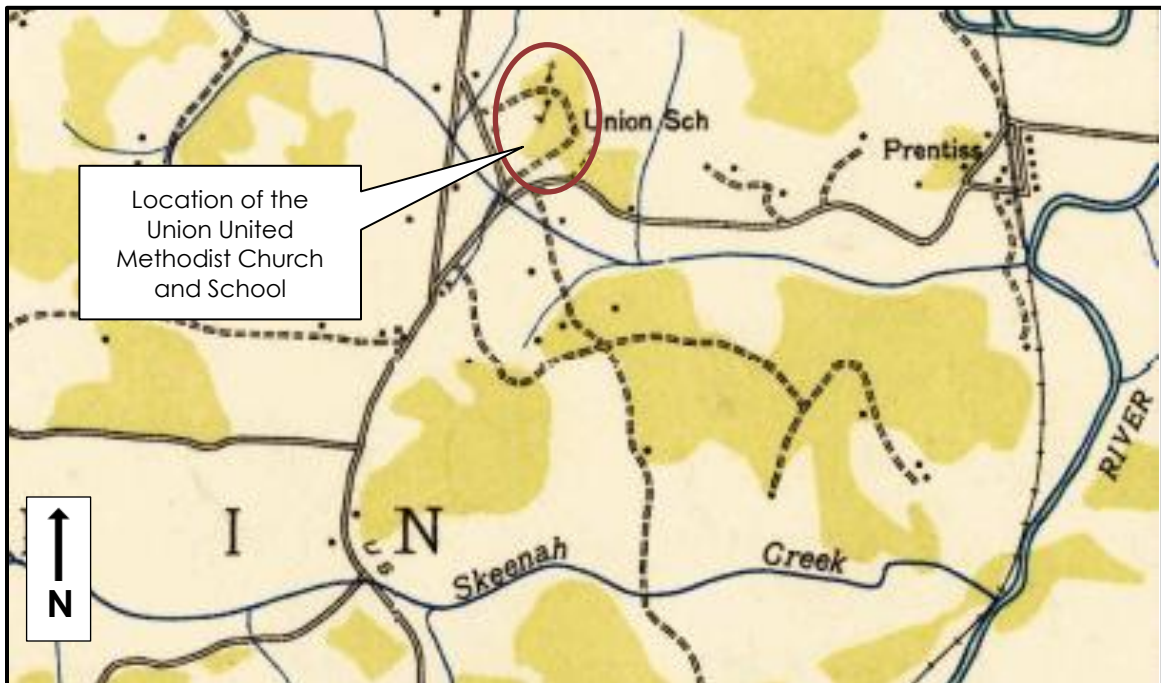 Union Sch
Prentiss
Location of the
Union United
Methodist Church
and School
RIVER
I N
U S
Skeenah Creek
N